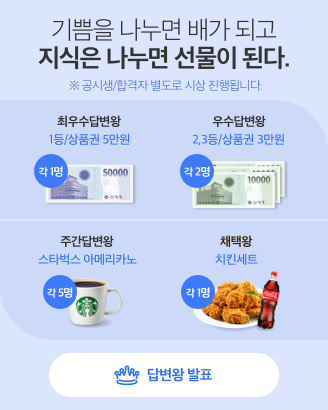 기쁨을 나누면 배가 되고
지식은 나누면 선물이 된다.
※ 공시생/합격자 별도로 시상 진행됩니다.
최우수답변왕
1등/상품권 5만원
각 1명
50000
우수답변왕
2,3등/상품권 3만원
각 2명
10000
주간답변왕
스타벅스 아메리카노
각 5명
채택왕
치킨세트
각 1명
답변왕 발표